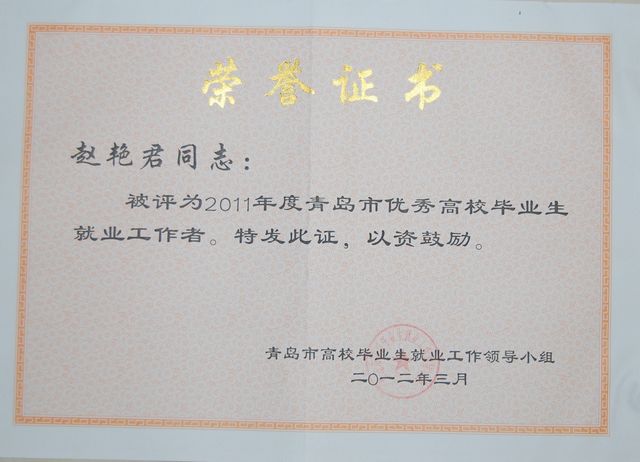 荣誉证书
赵艳君同志：
被评为2011年度青岛市优秀高校毕业生
就业工作者。特发此证，以资鼓励。
青岛市高校毕业生就业工作领导小组
二〇一二年三月